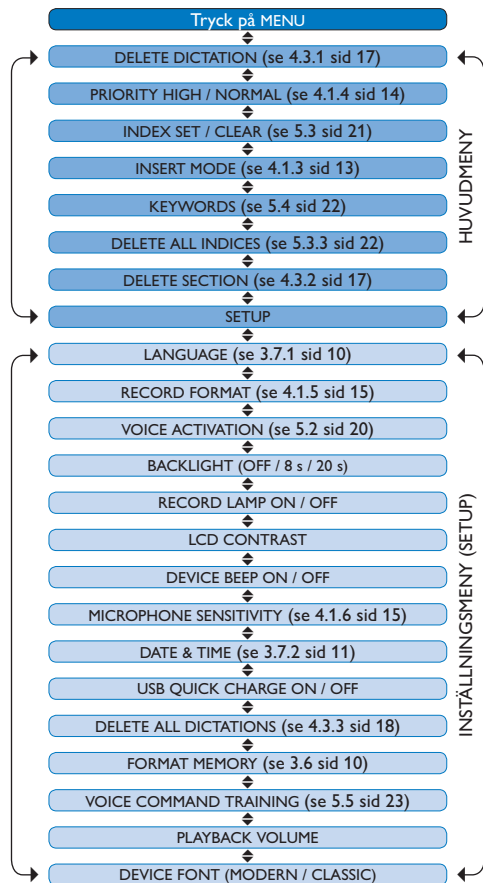 Tryck på MENU
DELETE DICTATION (se 4.3.1 sid 17)
PRIORITY HIGH / NORMAL (se 4.1.4 sid 14)
INDEX SET / CLEAR (se 5.3 sid 21)
INSERT MODE (se 4.1.3 sid 13)
KEYWORDS (se 5.4 sid 22)
DELETE ALL INDICES (se 5.3.3 sid 22)
DELETE SECTION (se 4.3.2 sid 17)
SETUP
HUVUDMENY
LANGUAGE (se 3.7.1 sid 10)
RECORD FORMAT (se 4.1.5 sid 15)
VOICE ACTIVATION (se 5.2 sid 20)
BACKLIGHT (OFF / 8 s / 20 s)
RECORD LAMP ON / OFF
LCD CONTRAST
DEVICE BEEP ON / OFF
MICROPHONE SENSITIVITY (se 4.1.6 sid 15)
DATE & TIME (se 3.7.2 sid 11)
USB QUICK CHARGE ON / OFF
DELETE ALL DICTATIONS (se 4.3.3 sid 18)
FORMAT MEMORY (se 3.6 sid 10)
VOICE COMMAND TRAINING (se 5.5 sid 23)
PLAYBACK VOLUME
DEVICE FONT (MODERN / CLASSIC)
INSTÄLLNINGSMENY (SETUP)